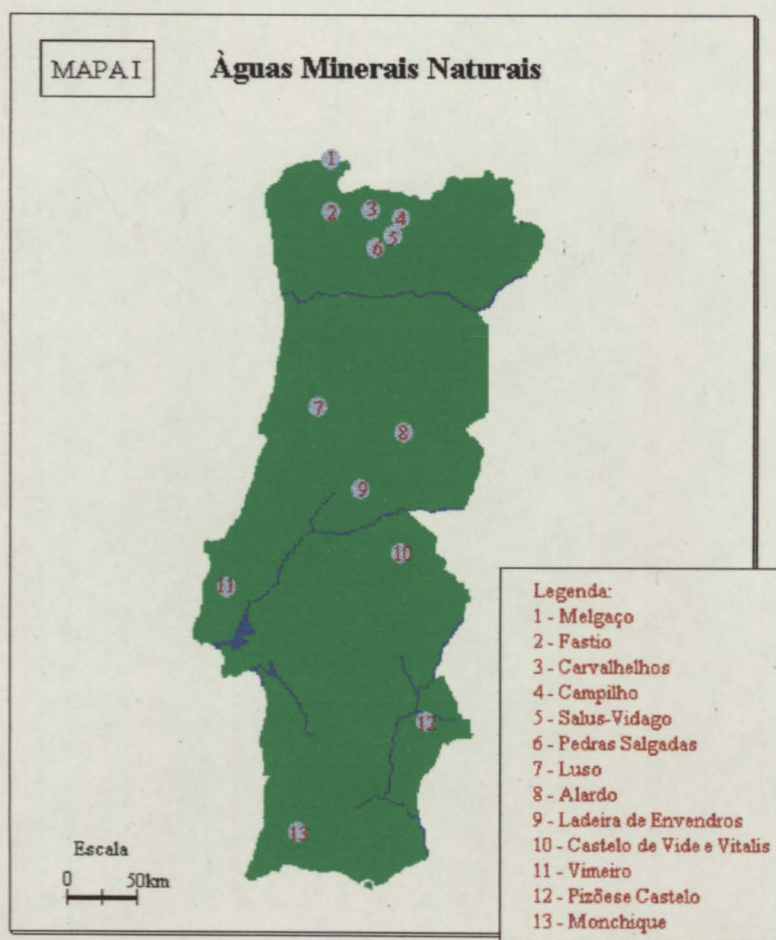 MAPA I
Àguas Minerais Naturais
1
2
3
4
5
6
7
8
9
10
11
12
13
Escala
0 50km
Legenda:
1 - Melgaço
2 - Fastio
3 - Carvalhelhos
4 - Campilho
5 - Salus-Vidago
6 - Pedras Salgadas
7 - Luso
8 - Alardo
9 - Ladeira de Envendros
10 - Castelo de Vide e Vitalis
11 - Vimeiro
12 - Pizõese Castelo
13 - Monchique